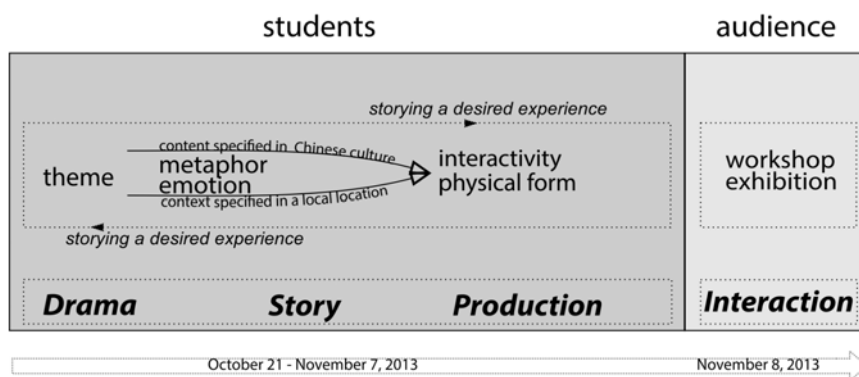 students
audience
storying a desired experience
content specified in Chinese culture
theme
metaphor
emotion
interactivity
physical form
workshop
exhibition
context specified in a local location
storying a desired experience
Drama
Story
Production
Interaction
October 21 - November 7, 2013
November 8, 2013